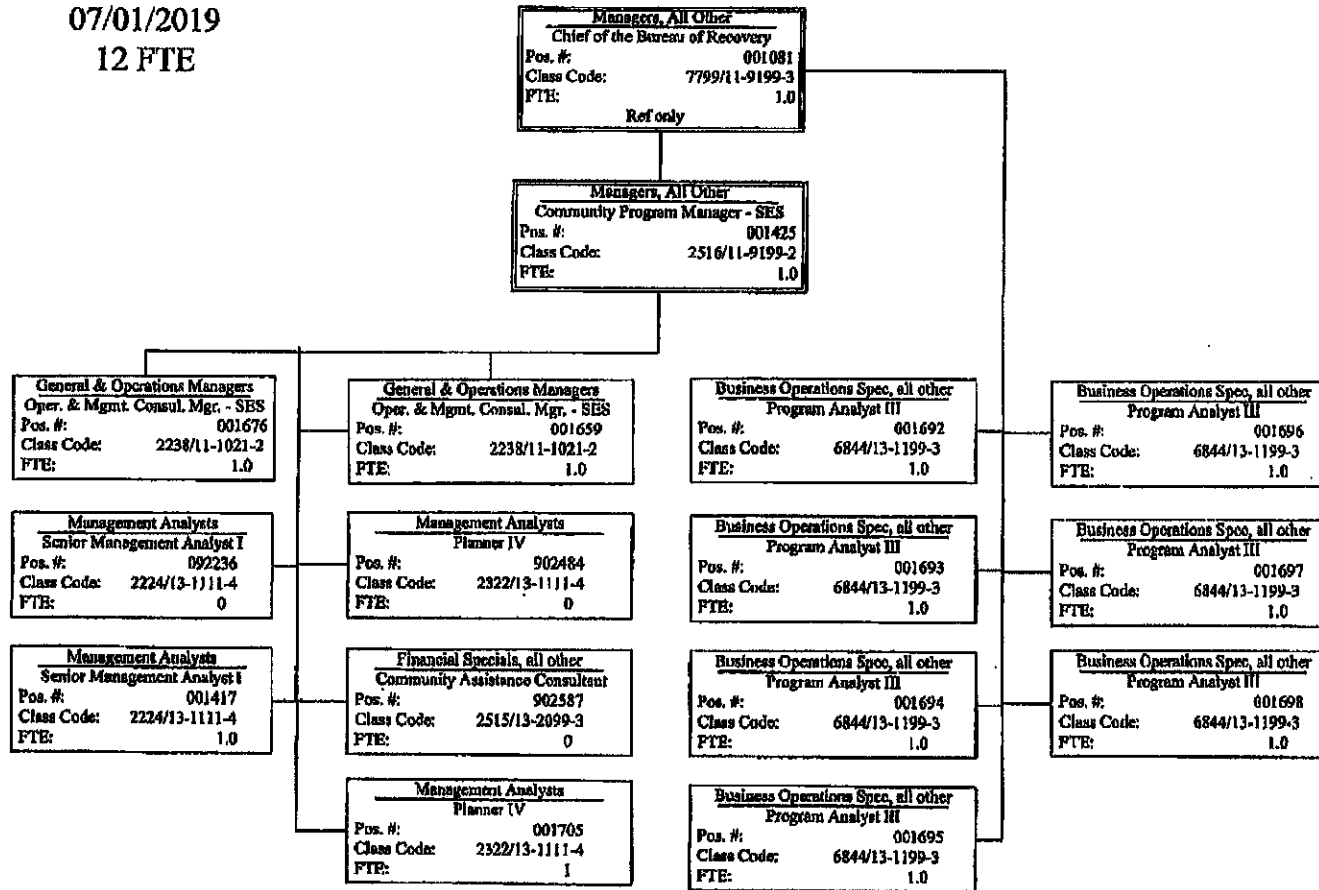 07/01/2019
12 FTE
Managers, All Other
Chief of the Bureau of Recovery
Pos. #: 001081
Class Code: 7799/11-9199-3
FTE: 1.0
Ref only
Managers, All Other
Community Program Manager - SES
Pos. #: 001425
Class Code: 2516/11-9199-2
FTE: 1.0
General & Operations Managers
Oper. & Mgmt. Consul. Mgr. - SES
Pos. #: 001676
Class Code: 2238/11-1021-2
FTE: 1.0
General & Operations Managers
Oper. & Mgmt. Consul. Mgr. - SES
Pos. #: 001659
Class Code: 2238/11-1021-2
FTE: 1.0
Business Operations Spec, all other
Program Analyst III
Pos. #: 001692
Class Code: 6844/13-1199-3
FTE: 1.0
Business Operations Spec, all other
Program Analyst III
Pos. #: 001696
Class Code: 6844/13-1199-3
FTE: 1.0
Management Analysts
Senior Management Analyst I
Pos. #: 092236
Class Code: 2224/13-1111-4
FTE: 0
Management Analysts
Planner IV
Pos. #: 902484
Class Code: 2322/13-1111-4
FTE: 0
Business Operations Spec, all other
Program Analyst III
Pos. #: 001693
Class Code: 6844/13-1199-3
FTE: 1.0
Business Operations Spec, all other
Program Analyst III
Pos. #: 001697
Class Code: 6844/13-1199-3
FTE: 1.0
Management Analysts
Senior Management Analyst I
Pos. #: 001417
Class Code: 2224/13-1111-4
FTE: 1.0
Financial Specials, all other
Community Assistance Consultant
Pos. #: 902587
Class Code: 2515/13-2099-3
FTE: 0
Business Operations Spec, all other
Program Analyst III
Pos. #: 001694
Class Code: 6844/13-1199-3
FTE: 1.0
Business Operations Spec, all other
Program Analyst III
Pos. #: 001698
Class Code: 6844/13-1199-3
FTE: 1.0
Management Analysts
Planner IV
Pos. #: 001705
Class Code: 2322/13-1111-4
FTE: 1
Business Operations Spec, all other
Program Analyst III
Pos. #: 001695
Class Code: 6844/13-1199-3
FTE: 1.0